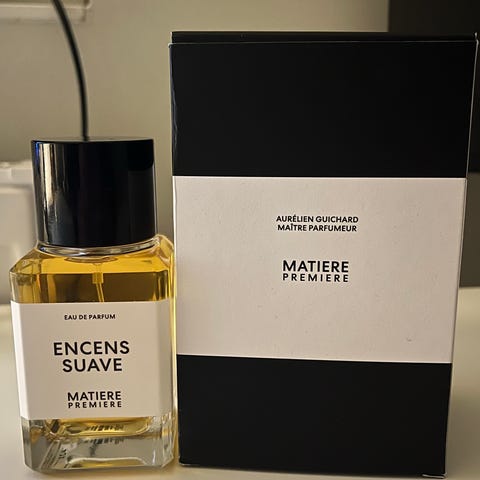 EAU DE PARFUM
ENCENS
SUAVE
MATIERE
PREMIERE
AURÉLIEN GUICHARD
MAÎTRE PARFUMEUR
MATIERE
PREMIERE